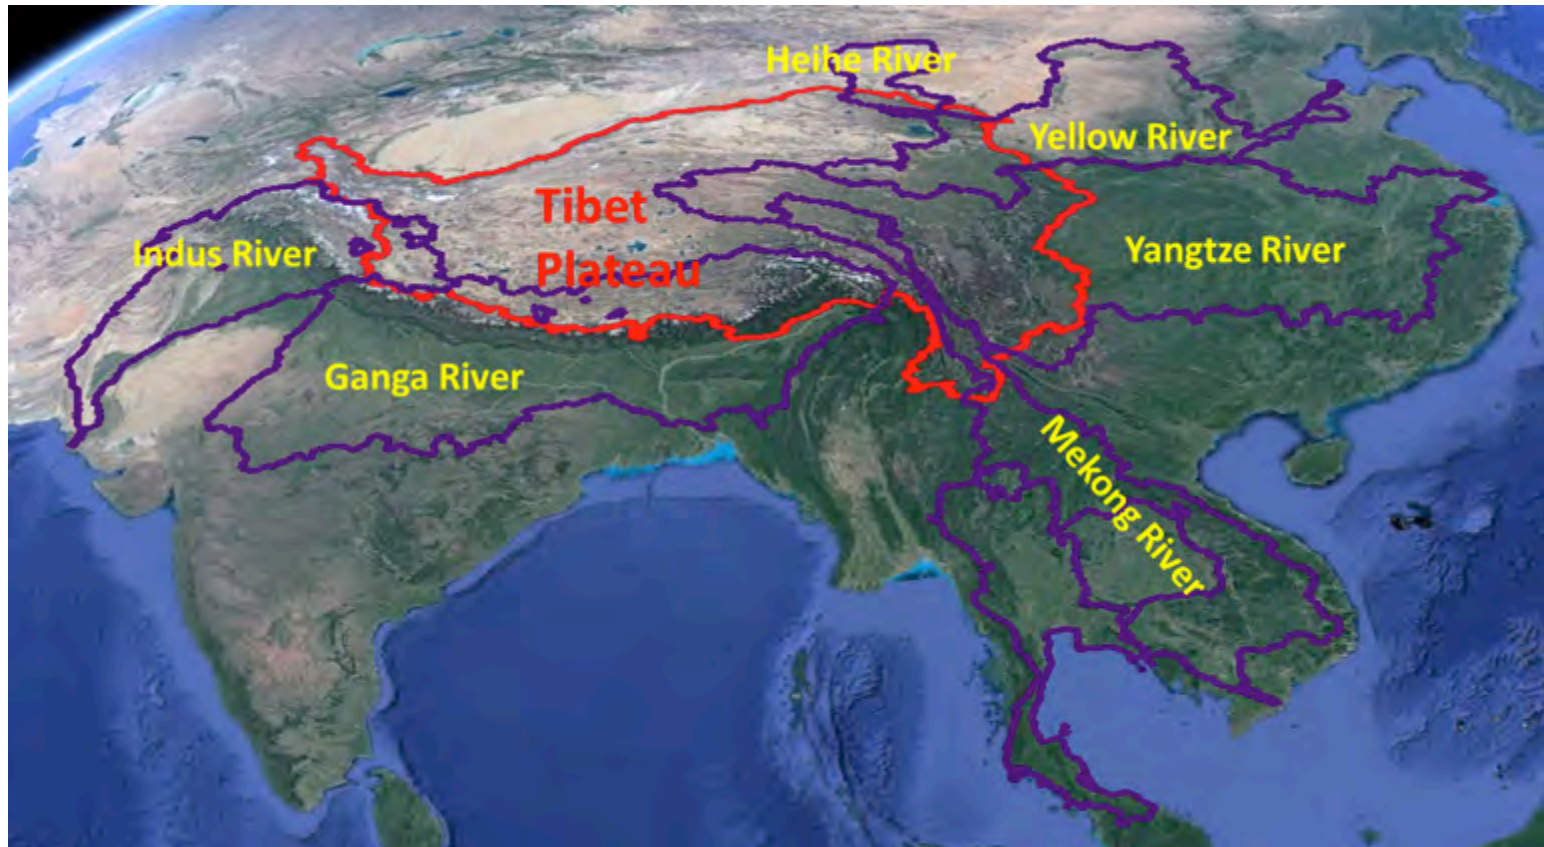 Heihe River
Yellow River
Tibet
Plateau
Indus River
Yangtze River
Ganga River
Mekong River